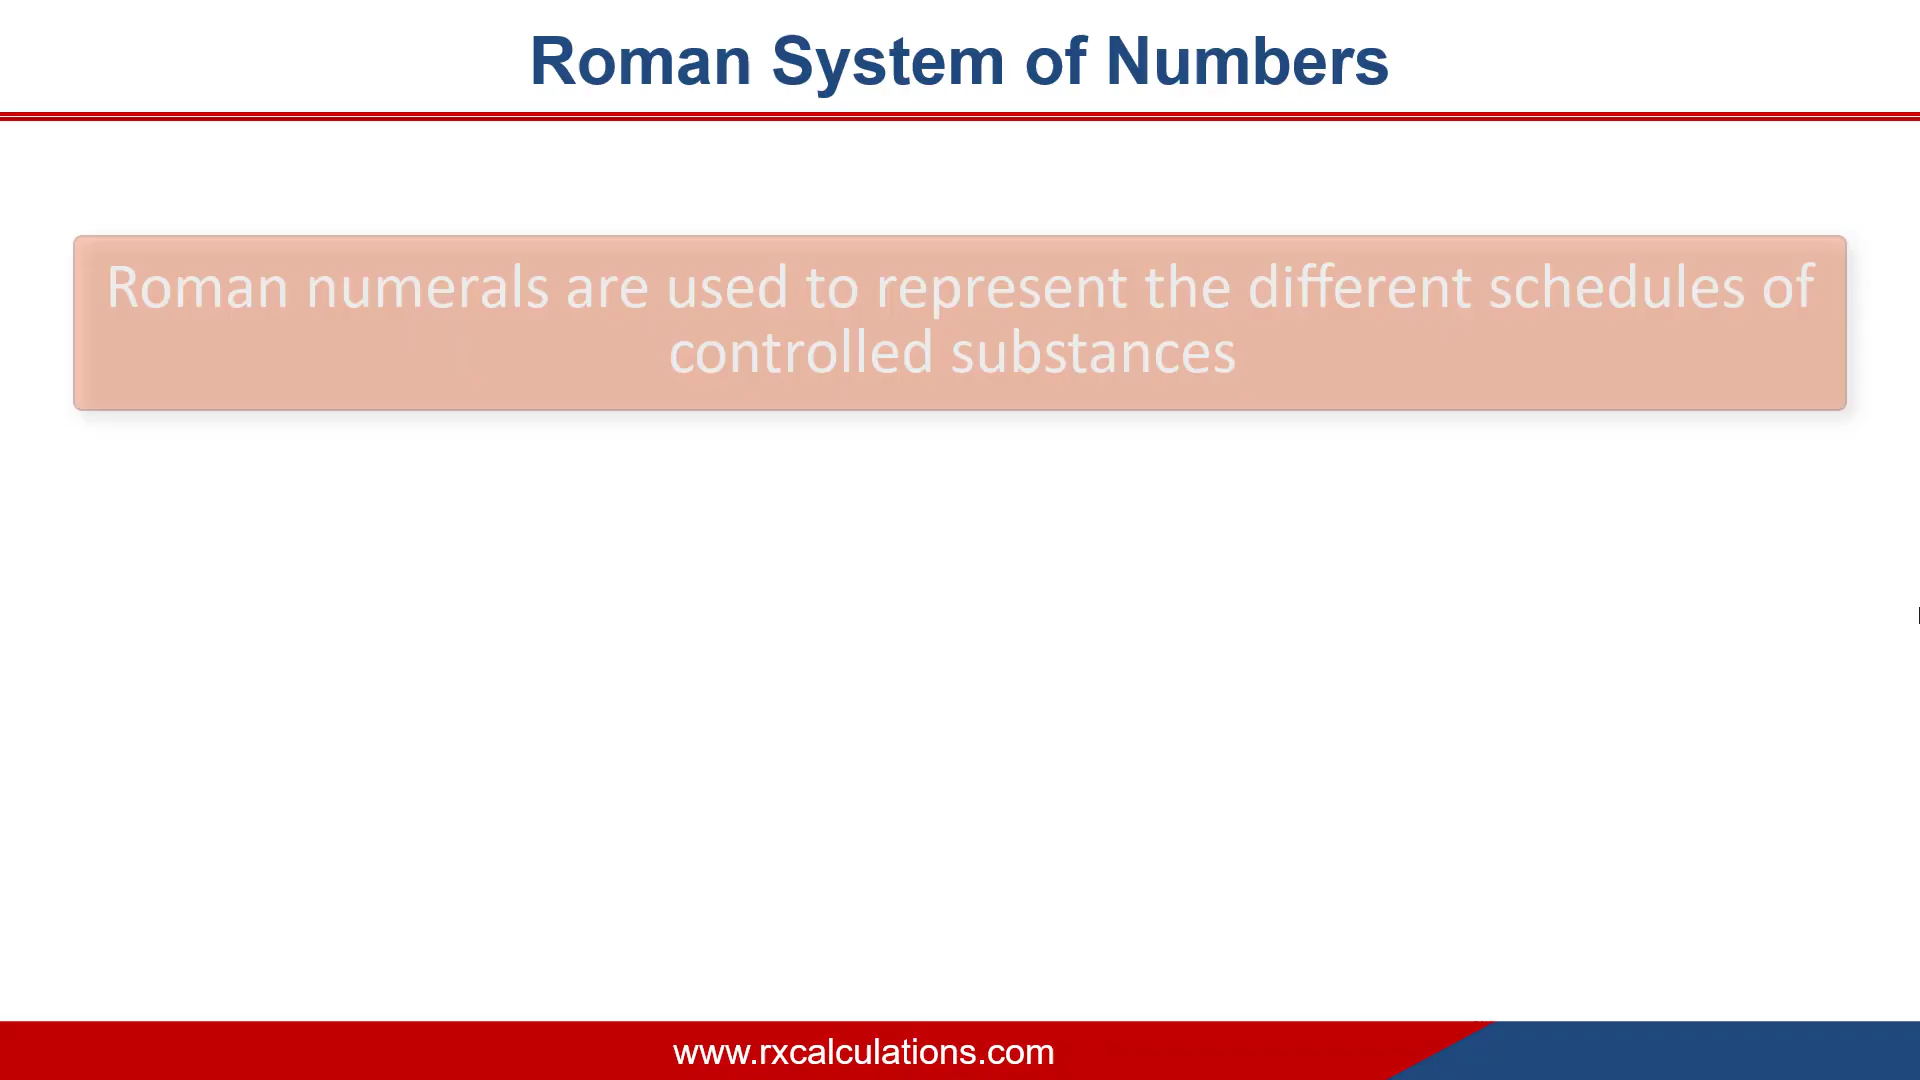 Roman System of Numbers
Roman numerals are used to represent the different schedules of
controlled substances
www.rxcalculations.com